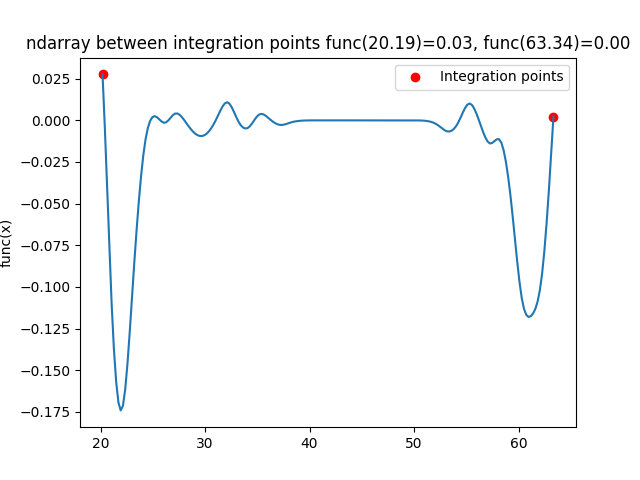 ndarray between integration points func(20.19)=0.03, func(63.34)=0.00
Integration points
func(x)
0.025
0.000
−0.025
−0.050
−0.075
−0.100
−0.125
−0.150
−0.175
20 30 40 50 60